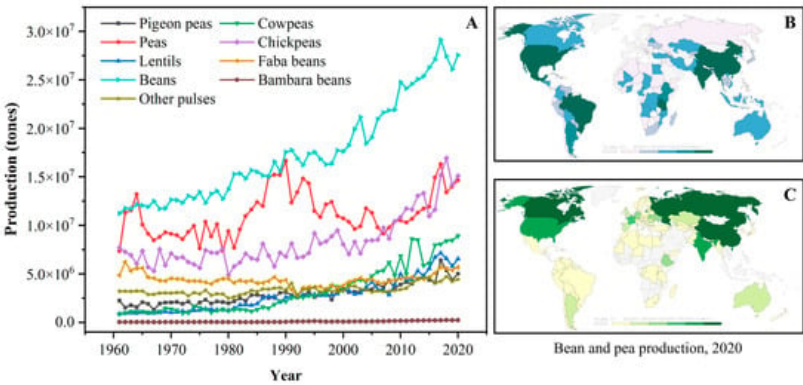 A
Pigeon peas
Cowpeas
Peas
Chickpeas
Lentils
Faba beans
Beans
Bambara beans
Other pulses
Production (tones)
3.0×10⁷
2.5×10⁷
2.0×10⁷
1.5×10⁷
1.0×10⁷
5.0×10⁶
0.0
1960
1970
1980
1990
2000
2010
2020
Year
B
C
Bean and pea production, 2020